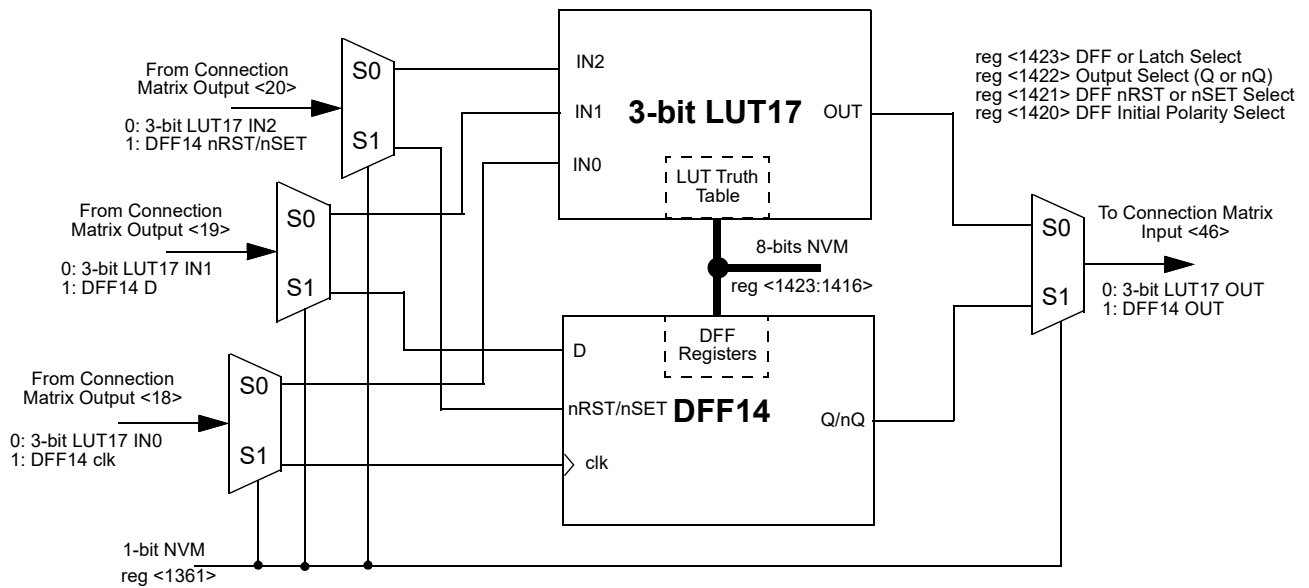 From Connection
Matrix Output <20>
0: 3-bit LUT17 IN2
1: DFF14 nRST/nSET
S0
S1
From Connection
Matrix Output <19>
0: 3-bit LUT17 IN1
1: DFF14 D
S0
S1
From Connection
Matrix Output <18>
0: 3-bit LUT17 IN0
1: DFF14 clk
S0
S1
1-bit NVM
reg <1361>
IN2
IN1
IN0
3-bit LUT17
OUT
LUT Truth
Table
8-bits NVM
reg <1423:1416>
DFF
Registers
D
nRST/nSET
clk
DFF14
Q/nQ
reg <1423> DFF or Latch Select
reg <1422> Output Select (Q or nQ)
reg <1421> DFF nRST or nSET Select
reg <1420> DFF Initial Polarity Select
S0
S1
To Connection Matrix
Input <46>
0: 3-bit LUT17 OUT
1: DFF14 OUT